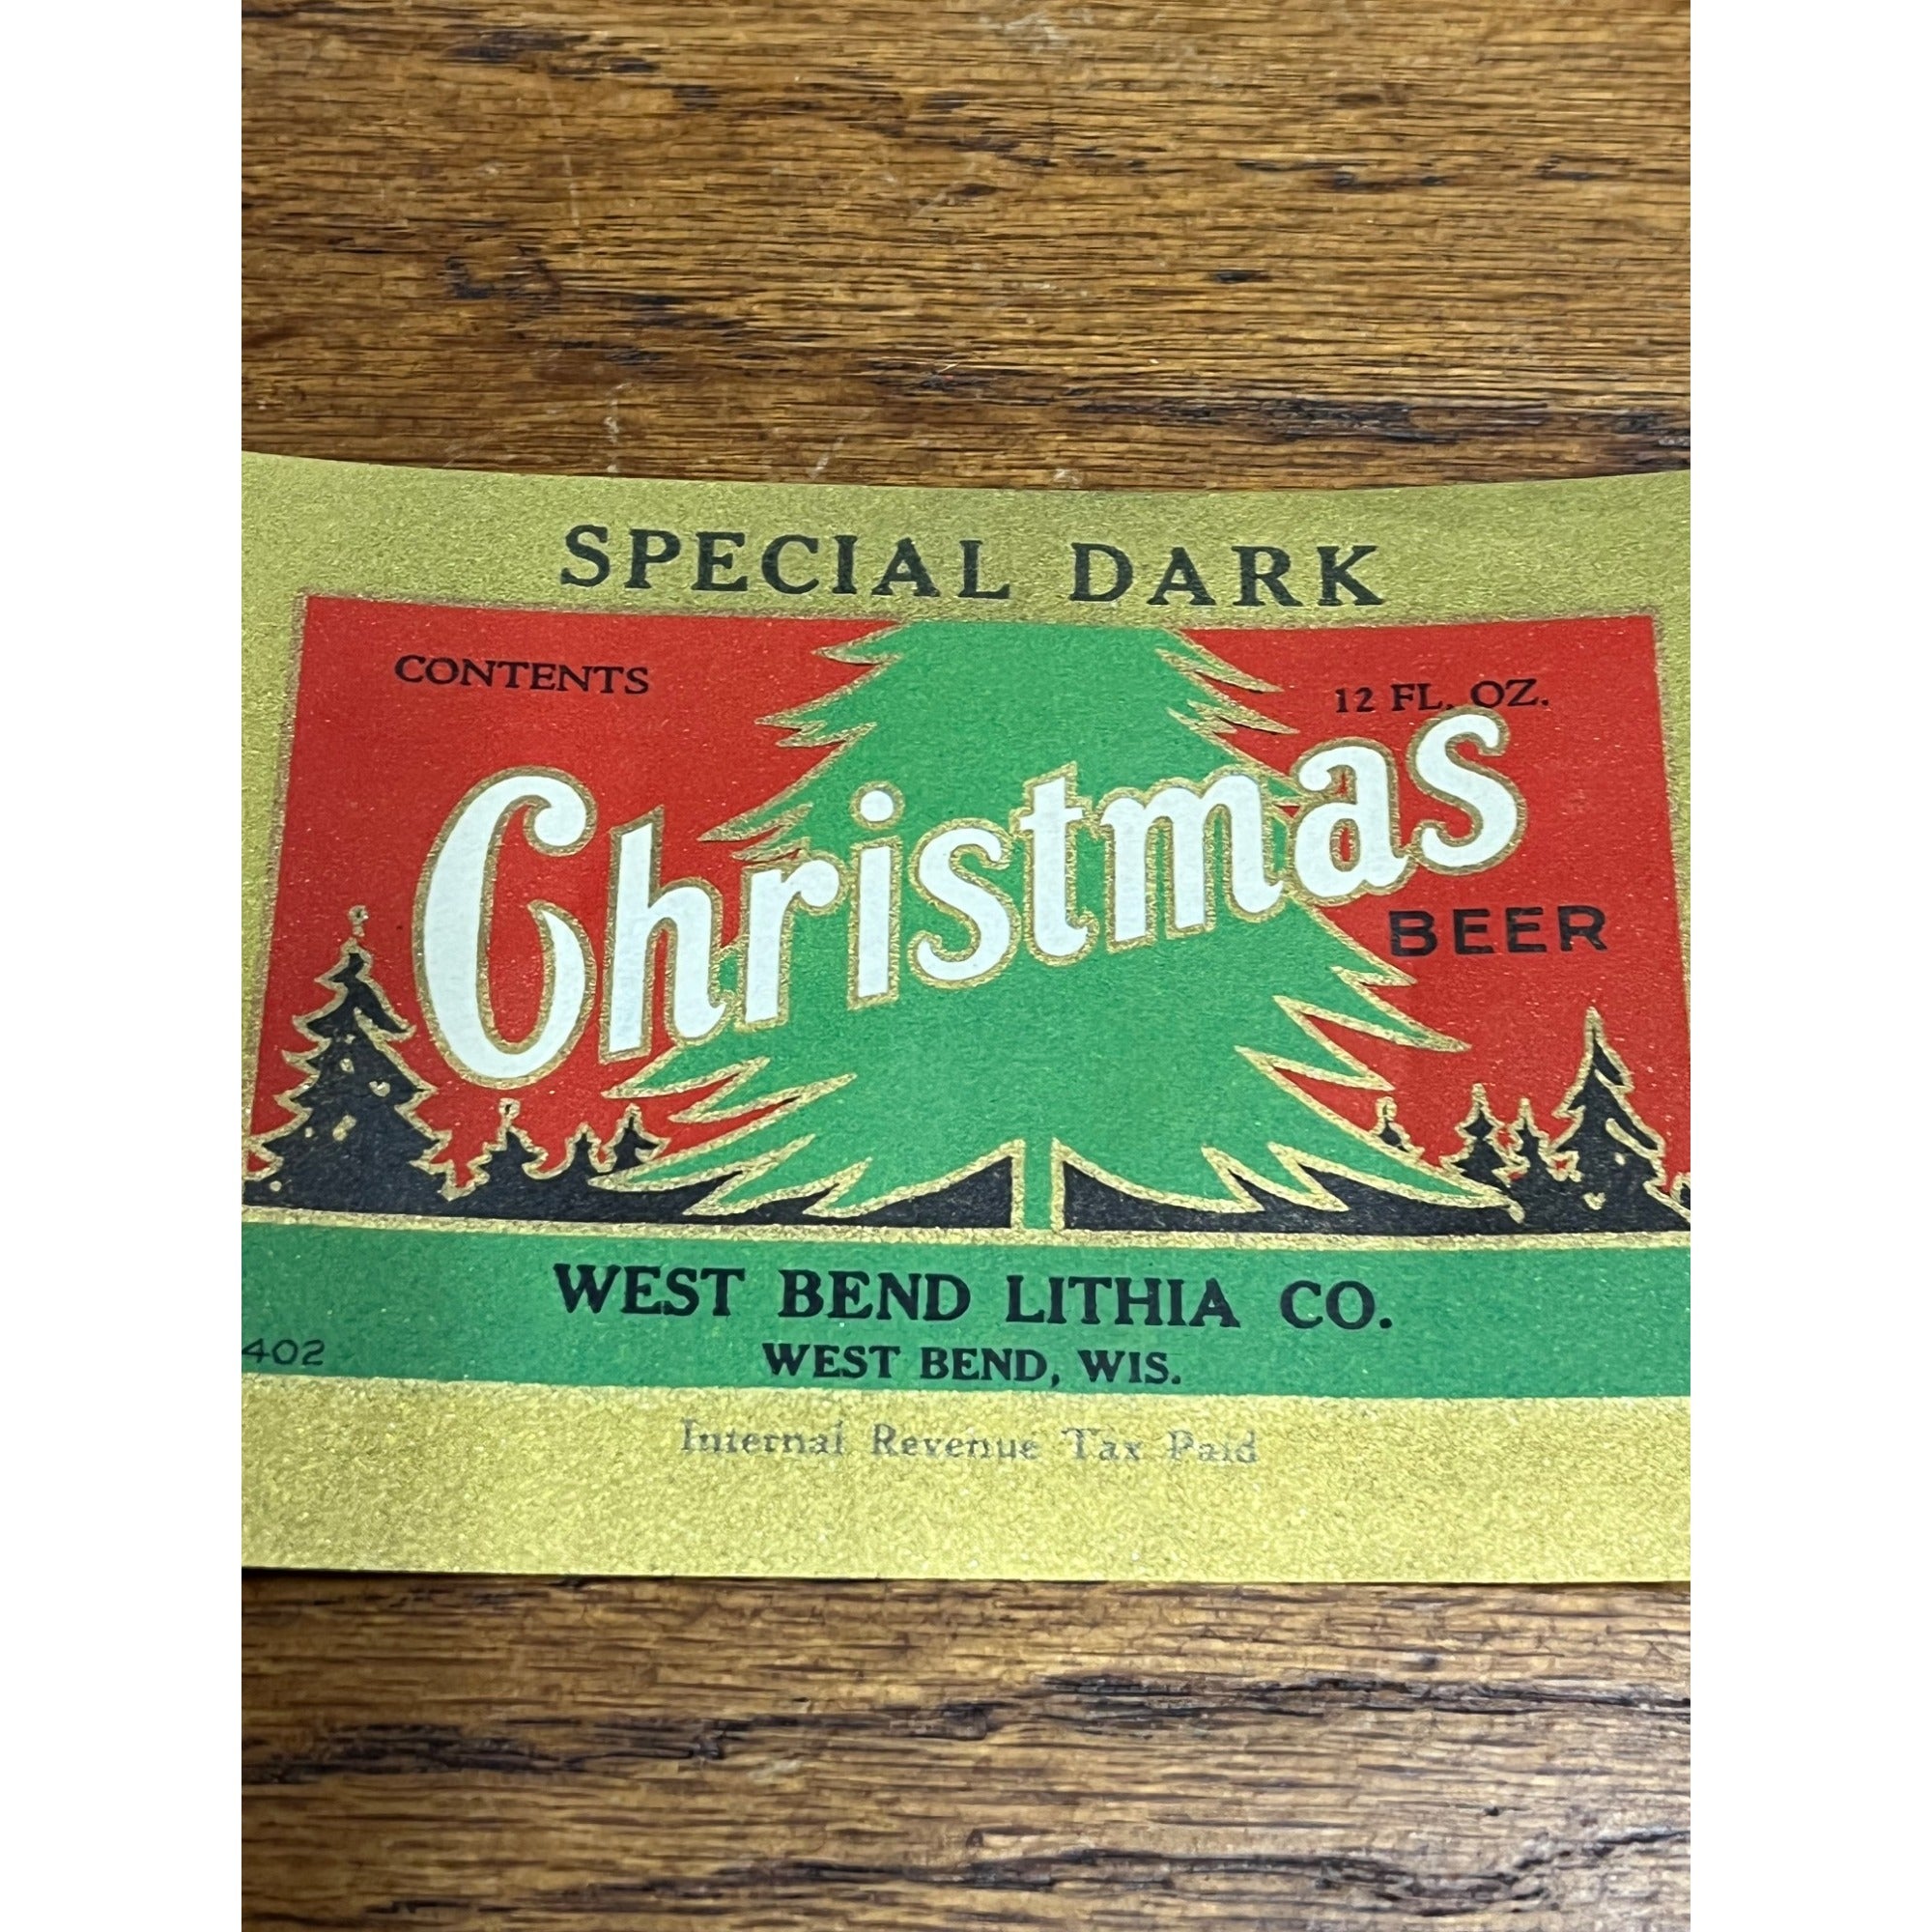 SPECIAL DARK
CONTENTS
12 FL. OZ.
Christmas
BEER
WEST BEND LITHIA CO.
402
WEST BEND, WIS.
Internal Revenue Tax Paid